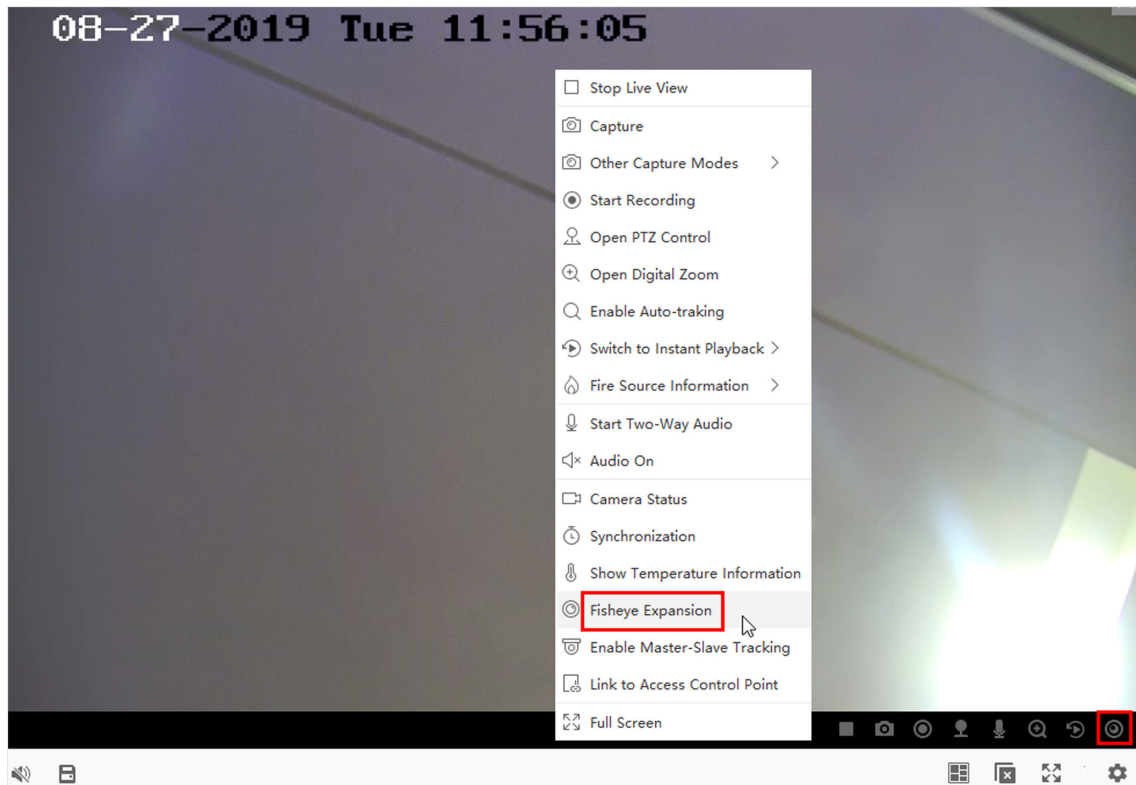 08-27-2019 Tue 11:56:05
Stop Live View
Capture
Other Capture Modes
Start Recording
Open PTZ Control
Open Digital Zoom
Enable Auto-traking
Switch to Instant Playback
Fire Source Information
Start Two-Way Audio
Audio On
Camera Status
Synchronization
Show Temperature Information
Fisheye Expansion
Enable Master-Slave Tracking
Link to Access Control Point
Full Screen